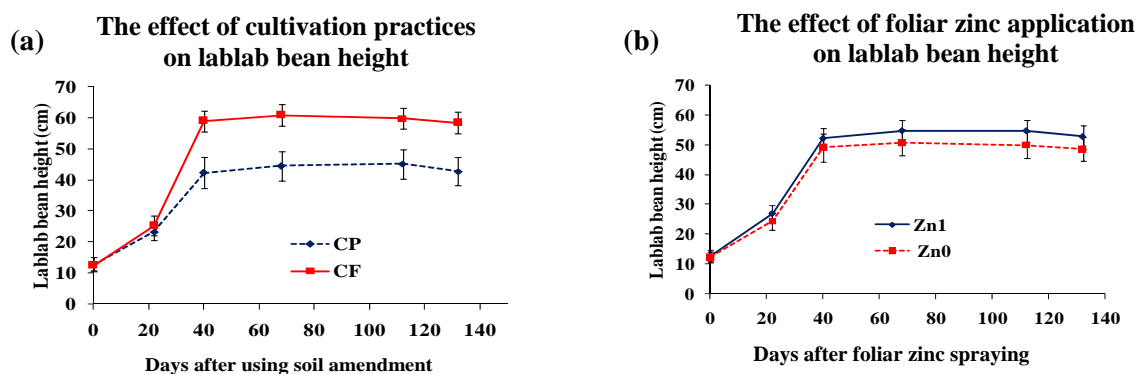 (a)
The effect of cultivation practices
on lablab bean height
Lablab bean height (cm)
70
60
50
40
30
20
10
0
CP
CF
0 20 40 60 80 100 120 140
Days after using soil amendment
(b)
The effect of foliar zinc application
on lablab bean height
Lablab bean height (cm)
70
60
50
40
30
20
10
0
Zn1
Zn0
0 20 40 60 80 100 120 140
Days after foliar zinc spraying